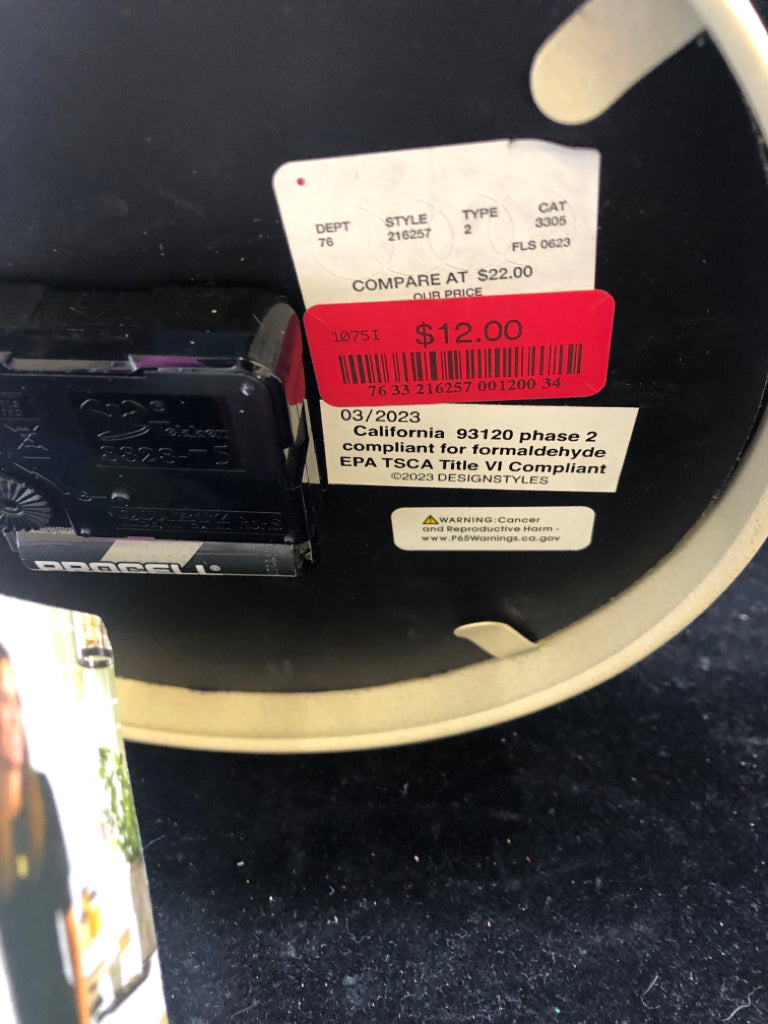 DEPT STYLE TYPE CAT
76 216257 2 3305
FLS 0623
COMPARE AT $22.00
OUR PRICE
1075I $12.00
76 33 216257 001200 34
03/2023
California 93120 phase 2
compliant for formaldehyde
EPA TSCA Title VI Compliant
©2023 DESIGNSTYLES
WARNING:Cancer
and Reproductive Harm -
www.P65Warnings.ca.gov
PROCELL®